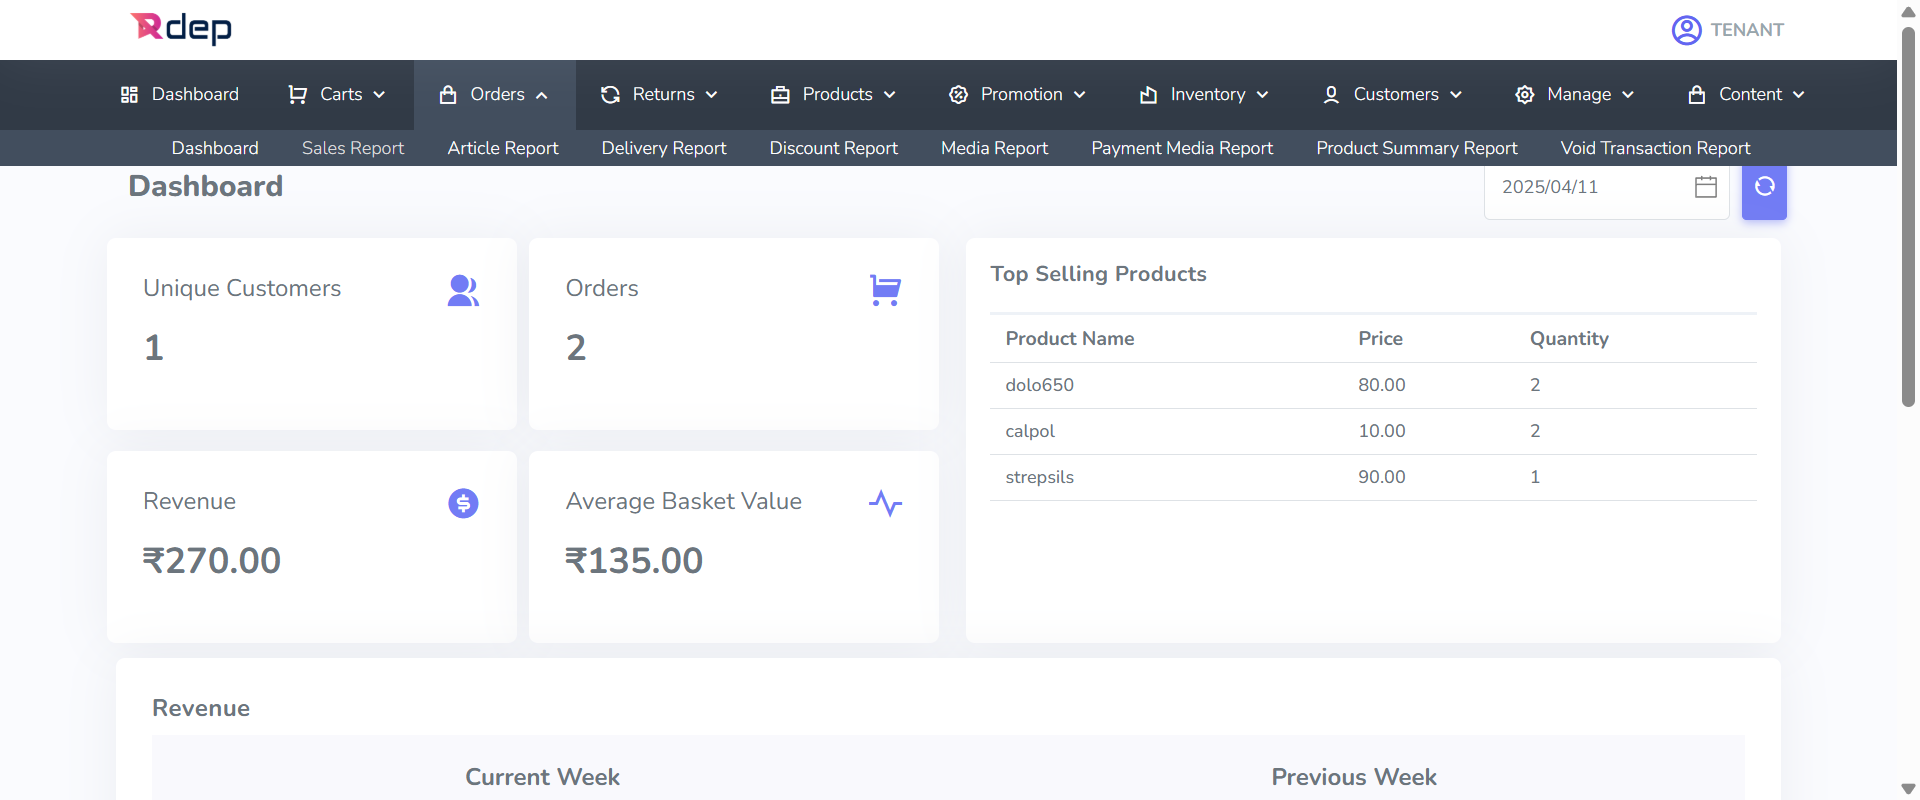 Rdep
TENANT
Dashboard Carts Orders Returns Products Promotion Inventory Customers Manage Content
Dashboard Sales Report Article Report Delivery Report Discount Report Media Report Payment Media Report Product Summary Report Void Transaction Report
Dashboard
2025/04/11
Unique Customers
1
Orders
2
Revenue
₹270.00
Average Basket Value
₹135.00
Top Selling Products
Product Name Price Quantity
dolo650 80.00 2
calpol 10.00 2
strepsils 90.00 1
Revenue
Current Week Previous Week